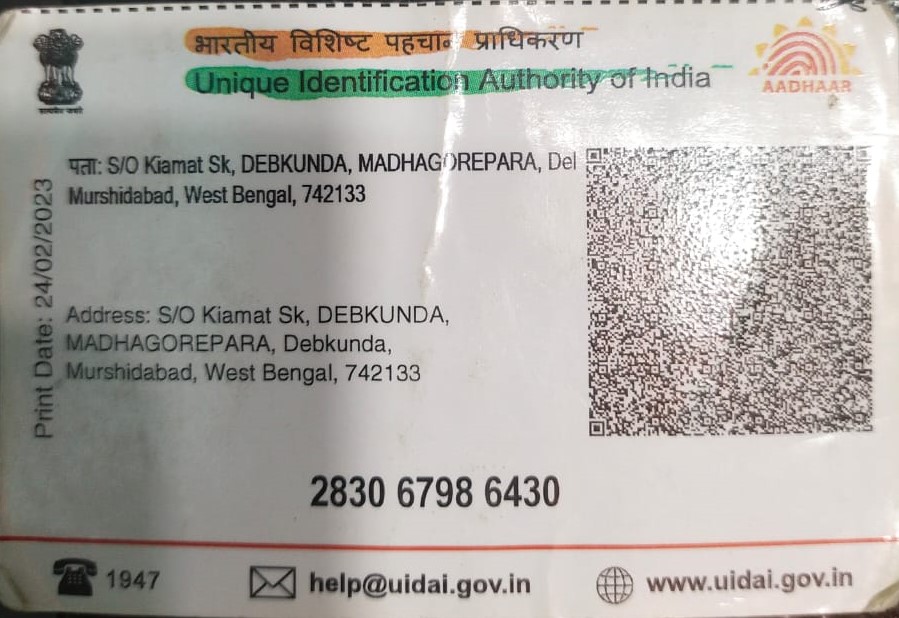 भारतीय विशिष्ट पहचान प्राधिकरण
Unique Identification Authority of India
AADHAAR
पता: S/O Kiamat Sk, DEBKUNDA, MADHAGOREPARA, Del
Murshidabad, West Bengal, 742133
Print Date: 24/02/2023
Address: S/O Kiamat Sk, DEBKUNDA,
MADHAGOREPARA, Debkunda,
Murshidabad, West Bengal, 742133
2830 6798 6430
1947
help@uidai.gov.in
www.uidai.gov.in